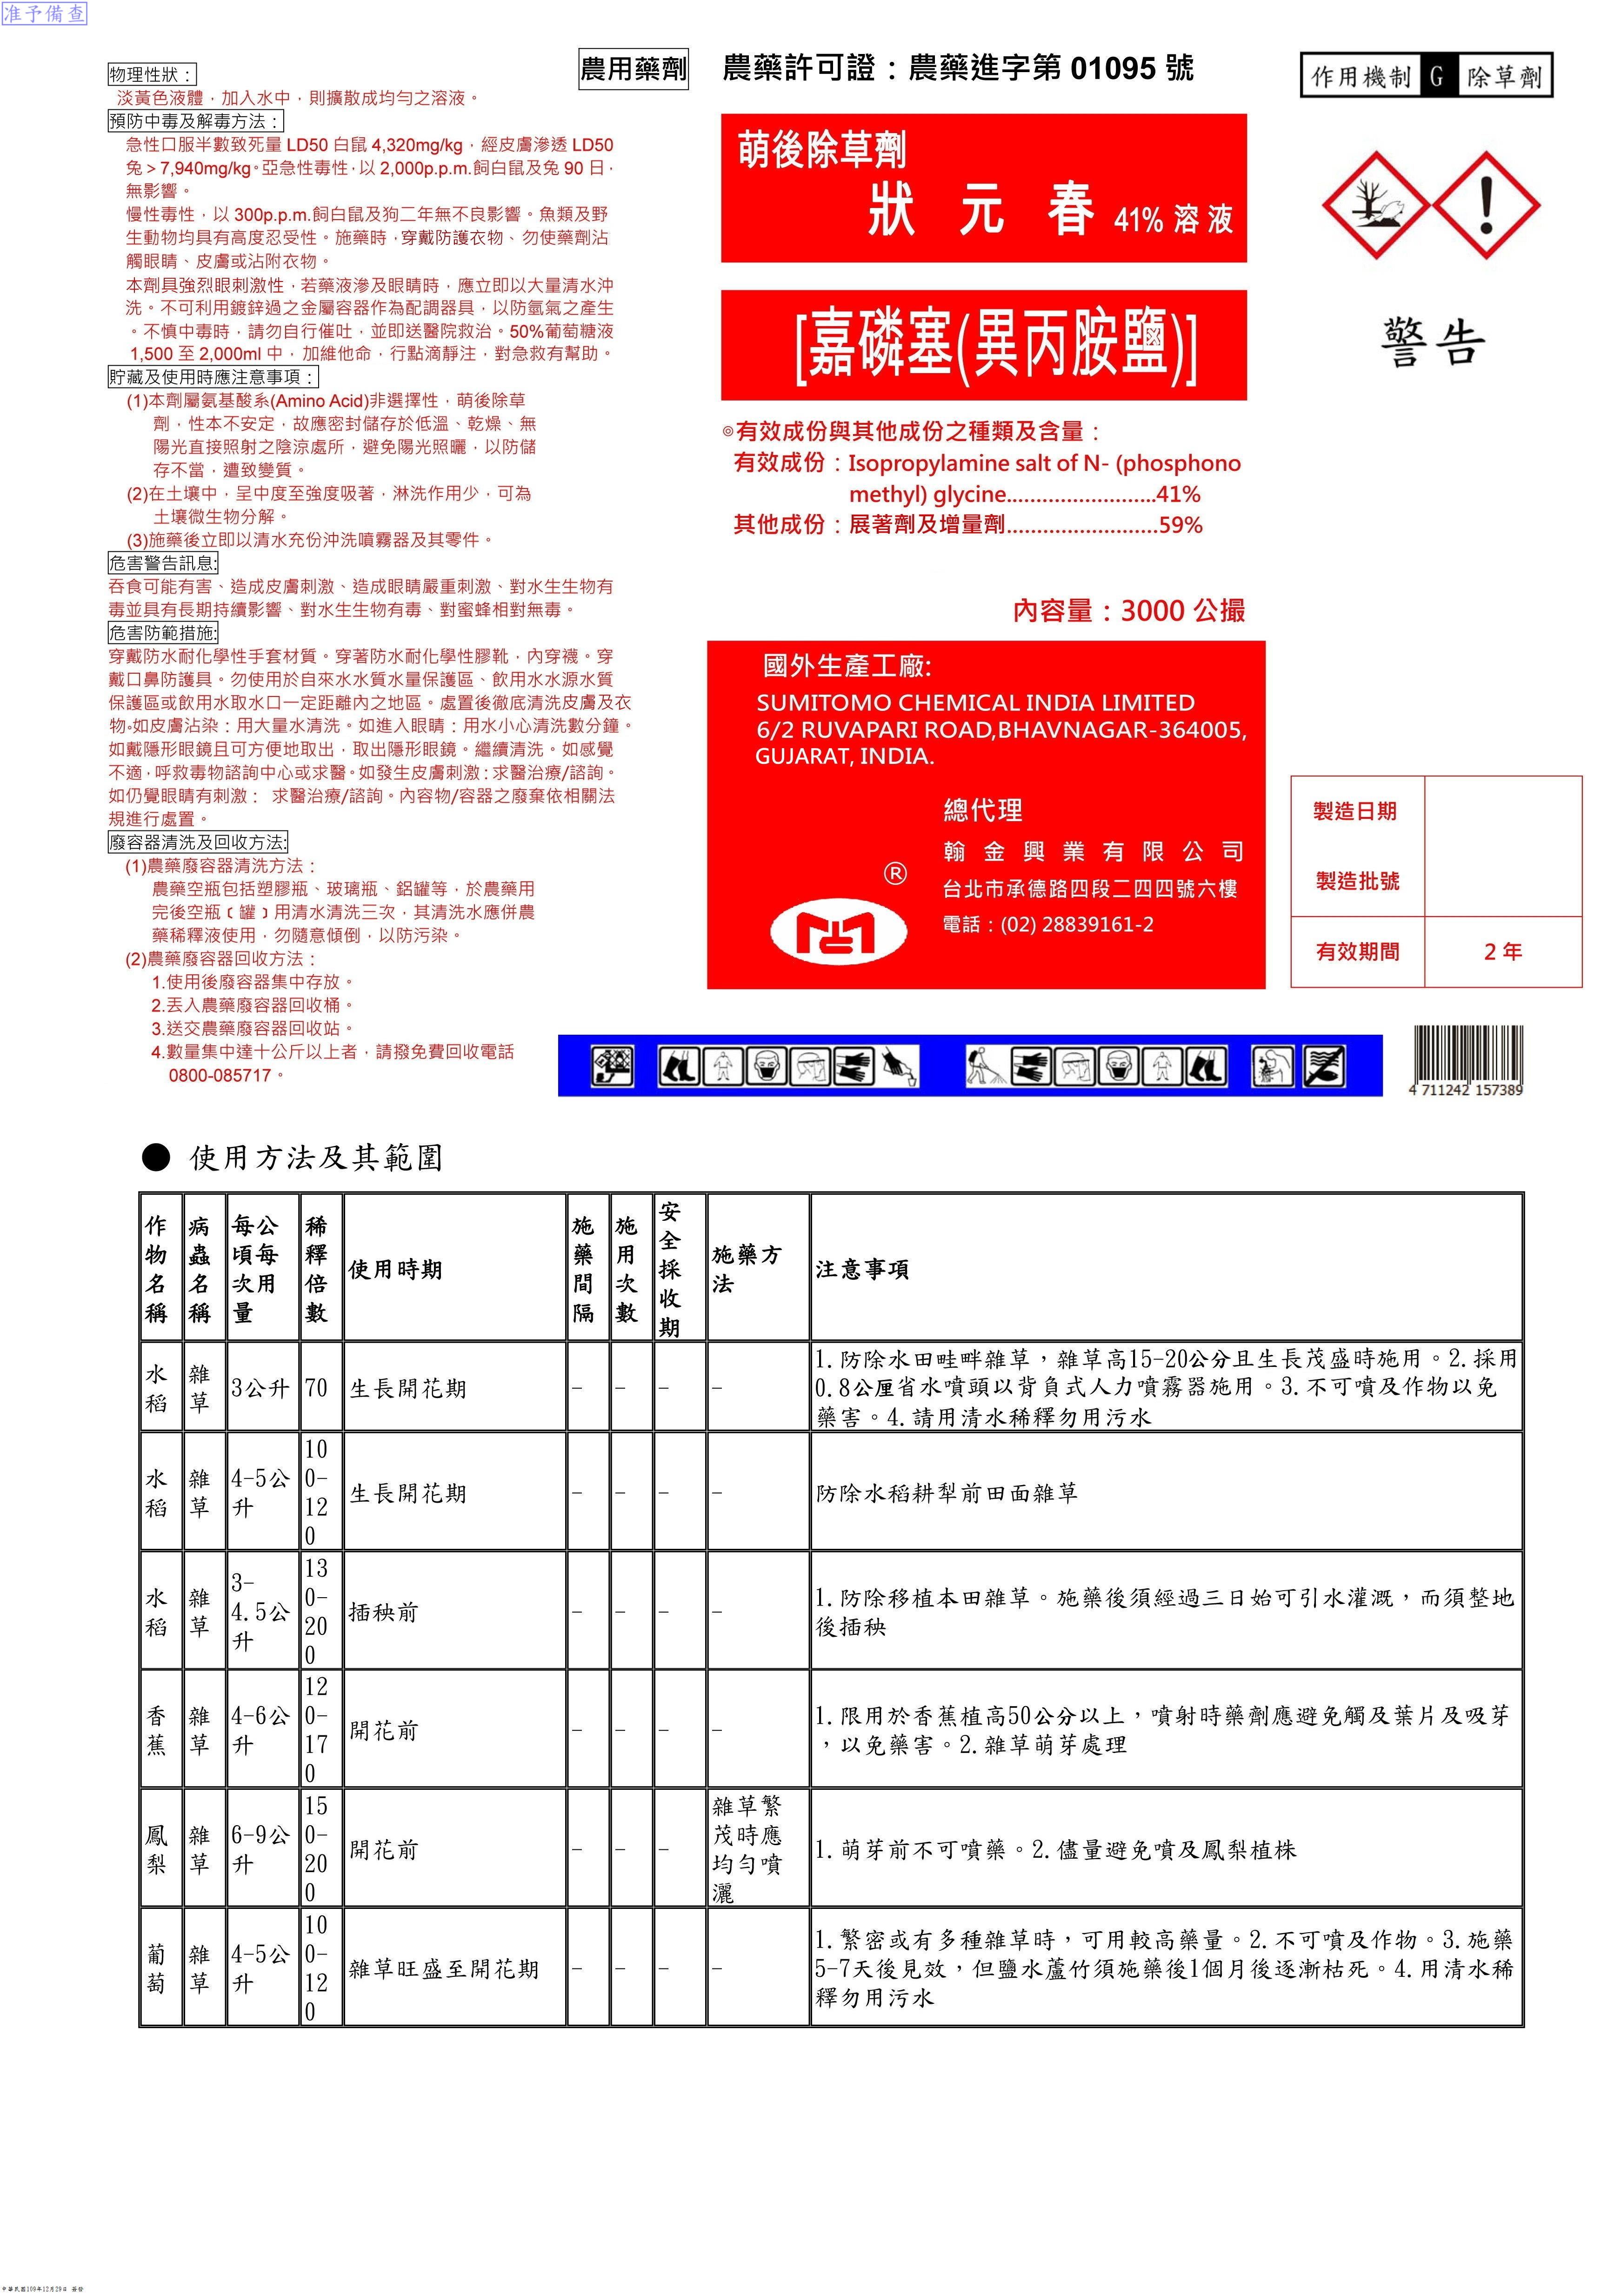 准予備查
農用藥劑
農藥許可證：農藥進字第 01095 號
作用機制 G 除草劑
物理性狀：
淡黃色液體，加入水中，則擴散成均勻之溶液。
預防中毒及解毒方法：
急性口服半數致死量 LD50 白鼠 4,320mg/kg，經皮膚滲透 LD50
兔 > 7,940mg/kg。亞急性毒性，以 2,000p.p.m.飼白鼠及兔 90 日，
無影響。
慢性毒性，以 300p.p.m.飼白鼠及狗二年無不良影響。魚類及野
生動物均具有高度忍受性。施藥時，穿戴防護衣物、勿使藥劑沾
觸眼睛、皮膚或沾附衣物。
本劑具強烈眼刺激性，若藥液滲及眼睛時，應立即以大量清水沖
洗。不可利用鍍鋅過之金屬容器作為配調器具，以防氫氣之產生
。不慎中毒時，請勿自行催吐，並即送醫院救治。50%葡萄糖液
1,500 至 2,000ml 中，加維他命，行點滴靜注，對急救有幫助。
貯藏及使用時應注意事項：
(1)本劑屬氨基酸系(Amino Acid)非選擇性，萌後除草
劑，性本不安定，故應密封儲存於低溫、乾燥、無
陽光直接照射之陰涼處所，避免陽光照曬，以防儲
存不當，遭致變質。
(2)在土壤中，呈中度至強度吸著，淋洗作用少，可為
土壤微生物分解。
(3)施藥後立即以清水充份沖洗噴霧器及其零件。
危害警告訊息:
吞食可能有害、造成皮膚刺激、造成眼睛嚴重刺激、對水生生物有
毒並具有長期持續影響、對水生生物有毒、對蜜蜂相對無毒。
危害防範措施:
穿戴防水耐化學性手套材質。穿著防水耐化學性膠靴，內穿襪。穿
戴口鼻防護具。勿使用於自來水水質水量保護區、飲用水水源水質
保護區或飲用水取水口一定距離內之地區。處置後徹底清洗皮膚及衣
物。如皮膚沾染：用大量水清洗。如進入眼睛：用水小心清洗數分鐘。
如戴隱形眼鏡且可方便地取出，取出隱形眼鏡。繼續清洗。如感覺
不適，呼救毒物諮詢中心或求醫。如發生皮膚刺激：求醫治療/諮詢。
如仍覺眼睛有刺激： 求醫治療/諮詢。內容物/容器之廢棄依相關法
規進行處置。
廢容器清洗及回收方法:
(1)農藥廢容器清洗方法：
農藥空瓶包括塑膠瓶、玻璃瓶、鋁罐等，於農藥用
完後空瓶﹝罐﹞用清水清洗三次，其清洗水應併農
藥稀釋液使用，勿隨意傾倒，以防污染。
(2)農藥廢容器回收方法：
1.使用後廢容器集中存放。
2.丟入農藥廢容器回收桶。
3.送交農藥廢容器回收站。
4.數量集中達十公斤以上者，請撥免費回收電話
0800-085717。
萌後除草劑
狀 元 春 41% 溶 液
[嘉磷塞(異丙胺鹽)]
◎有效成份與其他成份之種類及含量：
有效成份：Isopropylamine salt of N- (phosphono
methyl) glycine.........................41%
其他成份：展著劑及增量劑.........................59%
內容量：3000 公撮
警告
國外生產工廠:
SUMITOMO CHEMICAL INDIA LIMITED
6/2 RUVAPARI ROAD,BHAVNAGAR-364005,
GUJARAT, INDIA.
總代理
翰 金 興 業 有 限 公 司
®
台北市承德路四段二四四號六樓
電話：(02) 28839161-2
製造日期
製造批號
有效期間 2 年
4 711242 157389
● 使用方法及其範圍
作物名稱 病蟲名稱 每公頃每次用量 稀釋倍數 使用時期 施藥間隔 施用次數 安全採收期 施藥方法 注意事項
水稻 雜草 3公升 70 生長開花期 － － － － 1.防除水田畦畔雜草，雜草高15-20公分且生長茂盛時施用。2.採用
0.8公厘省水噴頭以背負式人力噴霧器施用。3.不可噴及作物以免
藥害。4.請用清水稀釋勿用污水
水稻 雜草 4-5公升 100-120 生長開花期 － － － － 防除水稻耕犁前田面雜草
水稻 雜草 3-4.5公升 130-200 插秧前 － － － － 1.防除移植本田雜草。施藥後須經過三日始可引水灌溉，而須整地
後插秧
香蕉 雜草 4-6公升 120-170 開花前 － － － － 1.限用於香蕉植高50公分以上，噴射時藥劑應避免觸及葉片及吸芽
，以免藥害。2.雜草萌芽處理
鳳梨 雜草 6-9公升 150-200 開花前 － － － 雜草繁茂時應均勻噴灑 1.萌芽前不可噴藥。2.儘量避免噴及鳳梨植株
葡萄 雜草 4-5公升 100-120 雜草旺盛至開花期 － － － － 1.繁密或有多種雜草時，可用較高藥量。2.不可噴及作物。3.施藥
5-7天後見效，但鹽水蘆竹須施藥後1個月後逐漸枯死。4.用清水稀
釋勿用污水
中華民國109年12月29日 簽發